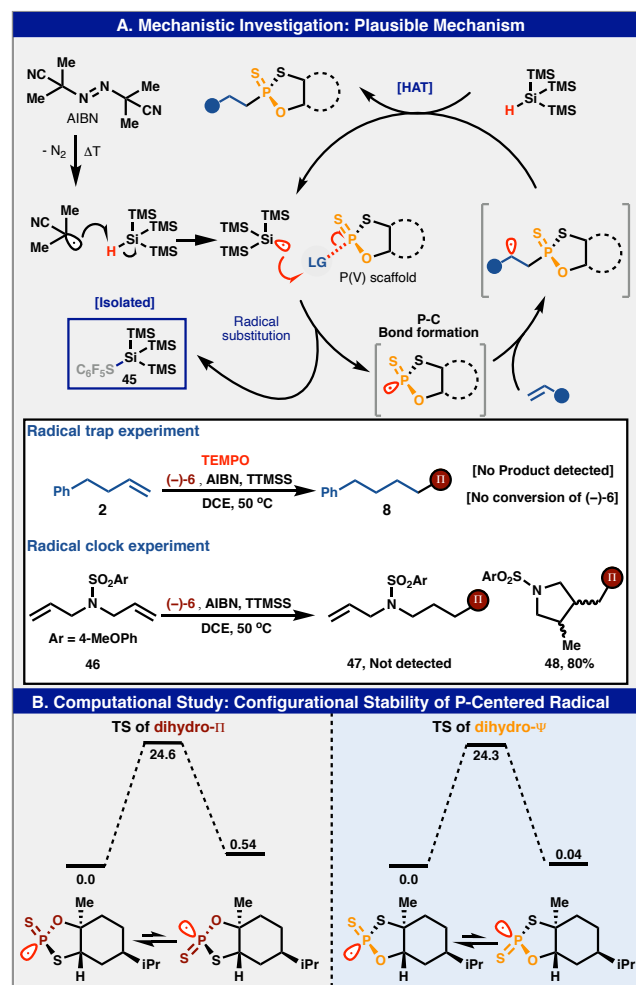 A. Mechanistic Investigation: Plausible Mechanism
NC Me
Me N=N Me
CN
Me
AIBN
- N2 ΔT
NC Me
Me
TMS
H Si TMS
TMS
TMS
TMS Si
TMS
LG
S
P S
O
P(V) scaffold
S
P S
O
[HAT]
TMS
Si TMS
H TMS
S
P S
O
[Isolated]
TMS
Si TMS
C6F5S TMS
45
Radical
substitution
P-C
Bond formation
S
P S
O
Radical trap experiment
TEMPO
Ph
2
(–)-6 , AIBN, TTMSS
DCE, 50 ºC
Ph Π
8
[No Product detected]
[No conversion of (–)-6]
Radical clock experiment
SO2Ar
N
Ar = 4-MeOPh
46
(–)-6 , AIBN, TTMSS
DCE, 50 ºC
SO2Ar
N Π
47, Not detected
ArO2S
N Π
Me
48, 80%
B. Computational Study: Configurational Stability of P-Centered Radical
TS of dihydro-Π
24.6
0.54
0.0
Me
S O
P
S
H
iPr
Me
O
P
S S
H
iPr
TS of dihydro-Ψ
24.3
0.04
0.0
Me
S S
P
O
H
iPr
Me
S
P
S O
H
iPr